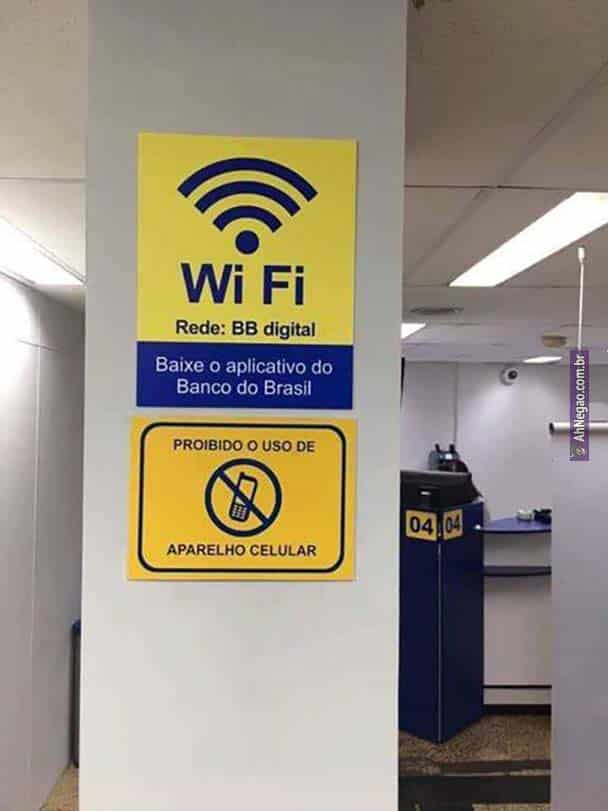 Wi Fi
Rede: BB digital
Baixe o aplicativo do
Banco do Brasil
PROIBIDO O USO DE
APARELHO CELULAR
04 04
AhNegao.com.br